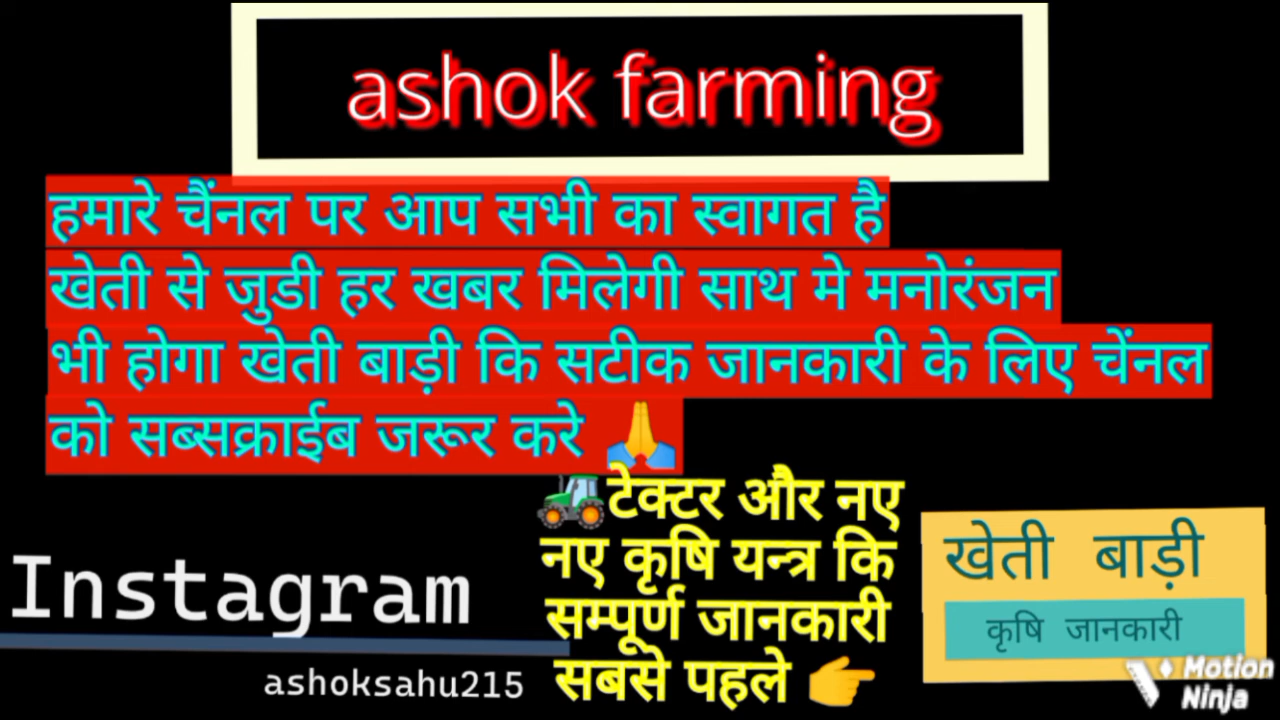 ashok farming
हमारे चैंनल पर आप सभी का स्वागत है
खेती से जुडी हर खबर मिलेगी साथ मे मनोरंजन
भी होगा खेती बाड़ी कि सटीक जानकारी के लिए चेंनल
को सब्सक्राईब जरूर करे 🙏
🚜टेक्टर और नए
नए कृषि यन्त्र कि
सम्पूर्ण जानकारी
सबसे पहले 👉
Instagram
ashoksahu215
खेती बाड़ी
कृषि जानकारी
Motion
Ninja